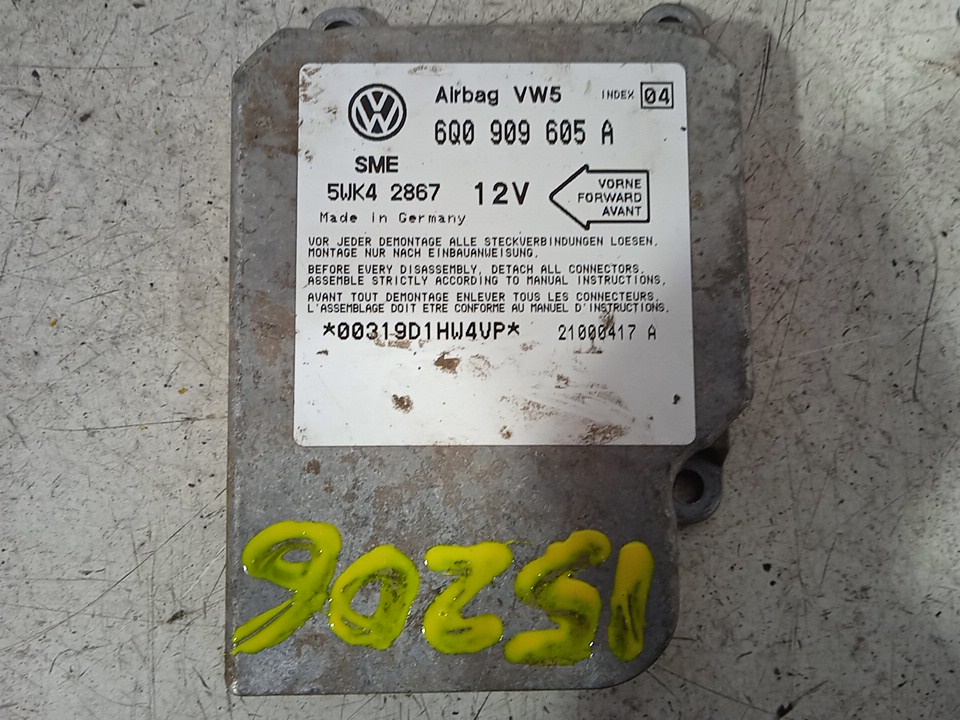 Airbag VW5 INDEX 04
6Q0 909 605 A
SME
5WK4 2867 12V
VORNE
FORWARD
AVANT
Made in Germany
VOR JEDER DEMONTAGE ALLE STECKVERBINDUNGEN LOESEN.
MONTAGE NUR NACH EINBAUANWEISUNG.
BEFORE EVERY DISASSEMBLY, DETACH ALL CONNECTORS.
ASSEMBLE STRICTLY ACCORDING TO MANUAL INSTRUCTIONS.
AVANT TOUT DEMONTAGE ENLEVER TOUS LES CONNECTEURS.
L'ASSEMBLAGE DOIT ETRE CONFORME AU MANUEL D'INSTRUCTIONS.
*00319D1HW4VP* 21000417 A
90251